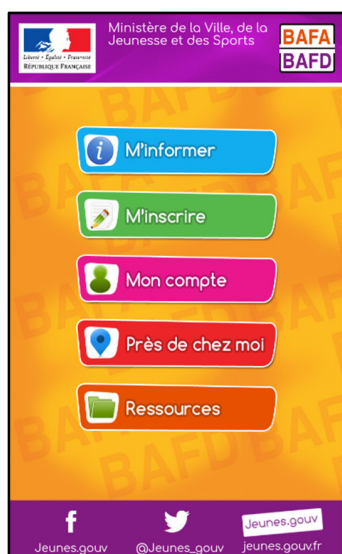 Ministère de la Ville, de la
Jeunesse et des Sports
BAFA
BAFD
Liberté • Égalité • Fraternité
RÉPUBLIQUE FRANÇAISE
M'informer
M'inscrire
Mon compte
Près de chez moi
Ressources
Jeunes.gouv
Jeunes.gouv
@Jeunes_gouv
jeunes.gouv.fr